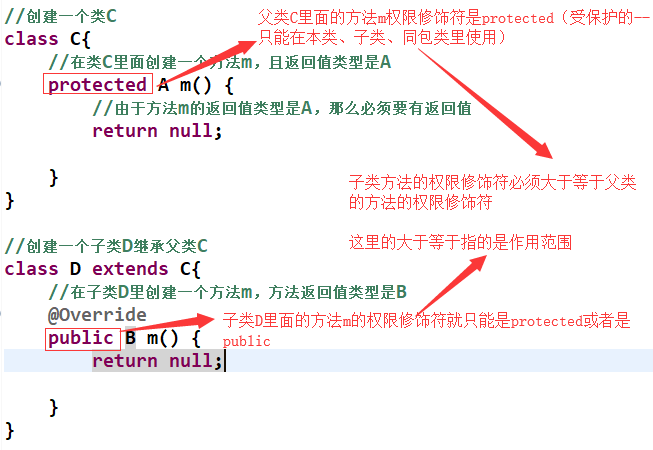 //创建一个类C
class C{
//在类C里面创建一个方法m，且返回值类型是A
protected A m() {
//由于方法m的返回值类型是A，那么必须要有返回值
return null;
}
}
//创建一个子类D继承父类C
class D extends C{
//在子类D里创建一个方法m，方法返回值类型是B
@Override
public B m() {
return null;
}
}
父类C里面的方法m权限修饰符是protected（受保护的--
只能在本类、子类、同包类里使用）
子类方法的权限修饰符必须大于等于父类
的方法的权限修饰符
这里的大于等于指的是作用范围
子类D里面的方法m的权限修饰符就只能是protected或者是
public